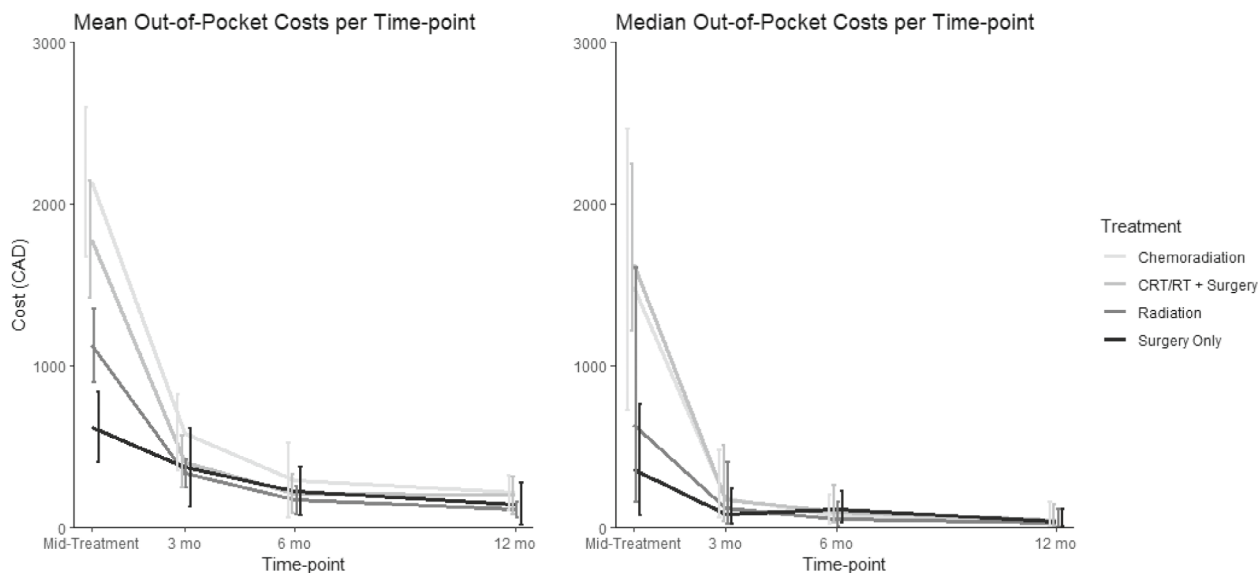 Mean Out-of-Pocket Costs per Time-point
3000
2000
1000
0
Cost (CAD)
Mid-Treatment 3 mo 6 mo 12 mo
Time-point
Median Out-of-Pocket Costs per Time-point
3000
2000
1000
0
Mid-Treatment 3 mo 6 mo 12 mo
Time-point
Treatment
Chemoradiation
CRT/RT + Surgery
Radiation
Surgery Only